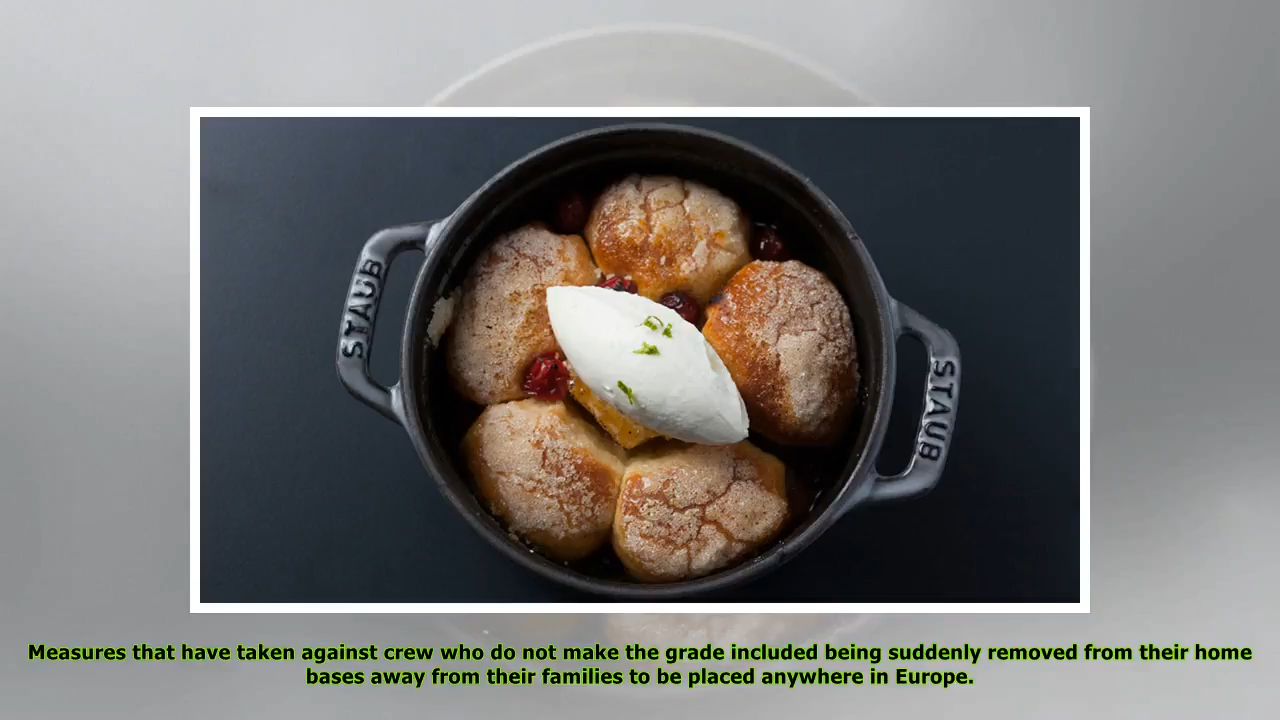 STAUB
STAUB
Measures that have taken against crew who do not make the grade included being suddenly removed from their home
bases away from their families to be placed anywhere in Europe.